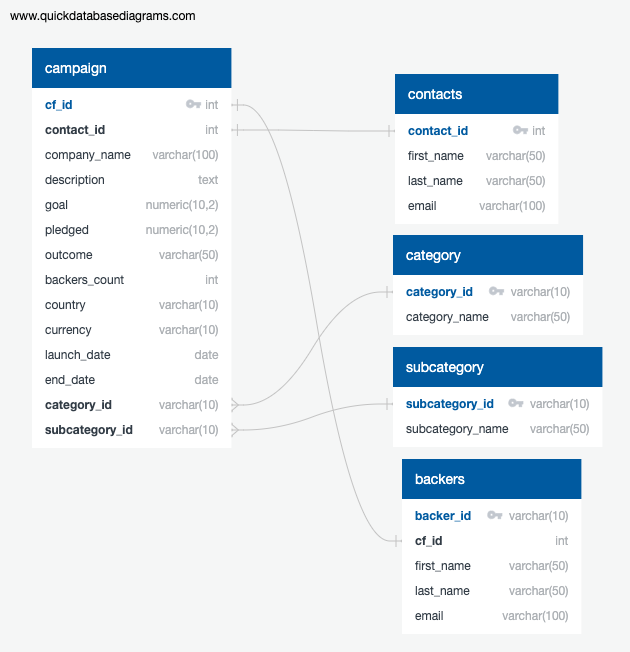 www.quickdatabasediagrams.com
campaign
cf_id int
contact_id int
company_name varchar(100)
description text
goal numeric(10,2)
pledged numeric(10,2)
outcome varchar(50)
backers_count int
country varchar(10)
currency varchar(10)
launch_date date
end_date date
category_id varchar(10)
subcategory_id varchar(10)
contacts
contact_id int
first_name varchar(50)
last_name varchar(50)
email varchar(100)
category
category_id varchar(10)
category_name varchar(50)
subcategory
subcategory_id varchar(10)
subcategory_name varchar(50)
backers
backer_id varchar(10)
cf_id int
first_name varchar(50)
last_name varchar(50)
email varchar(100)